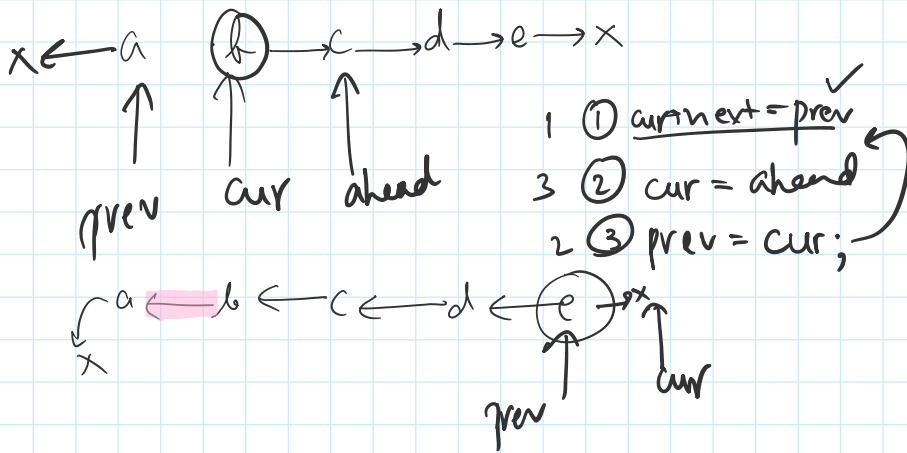 x a b c d e x
1 ① cur→next = prev ✓
prev cur ahead
3 ② cur = ahead
2 ③ prev = cur;
a b c d e x
x
prev cur